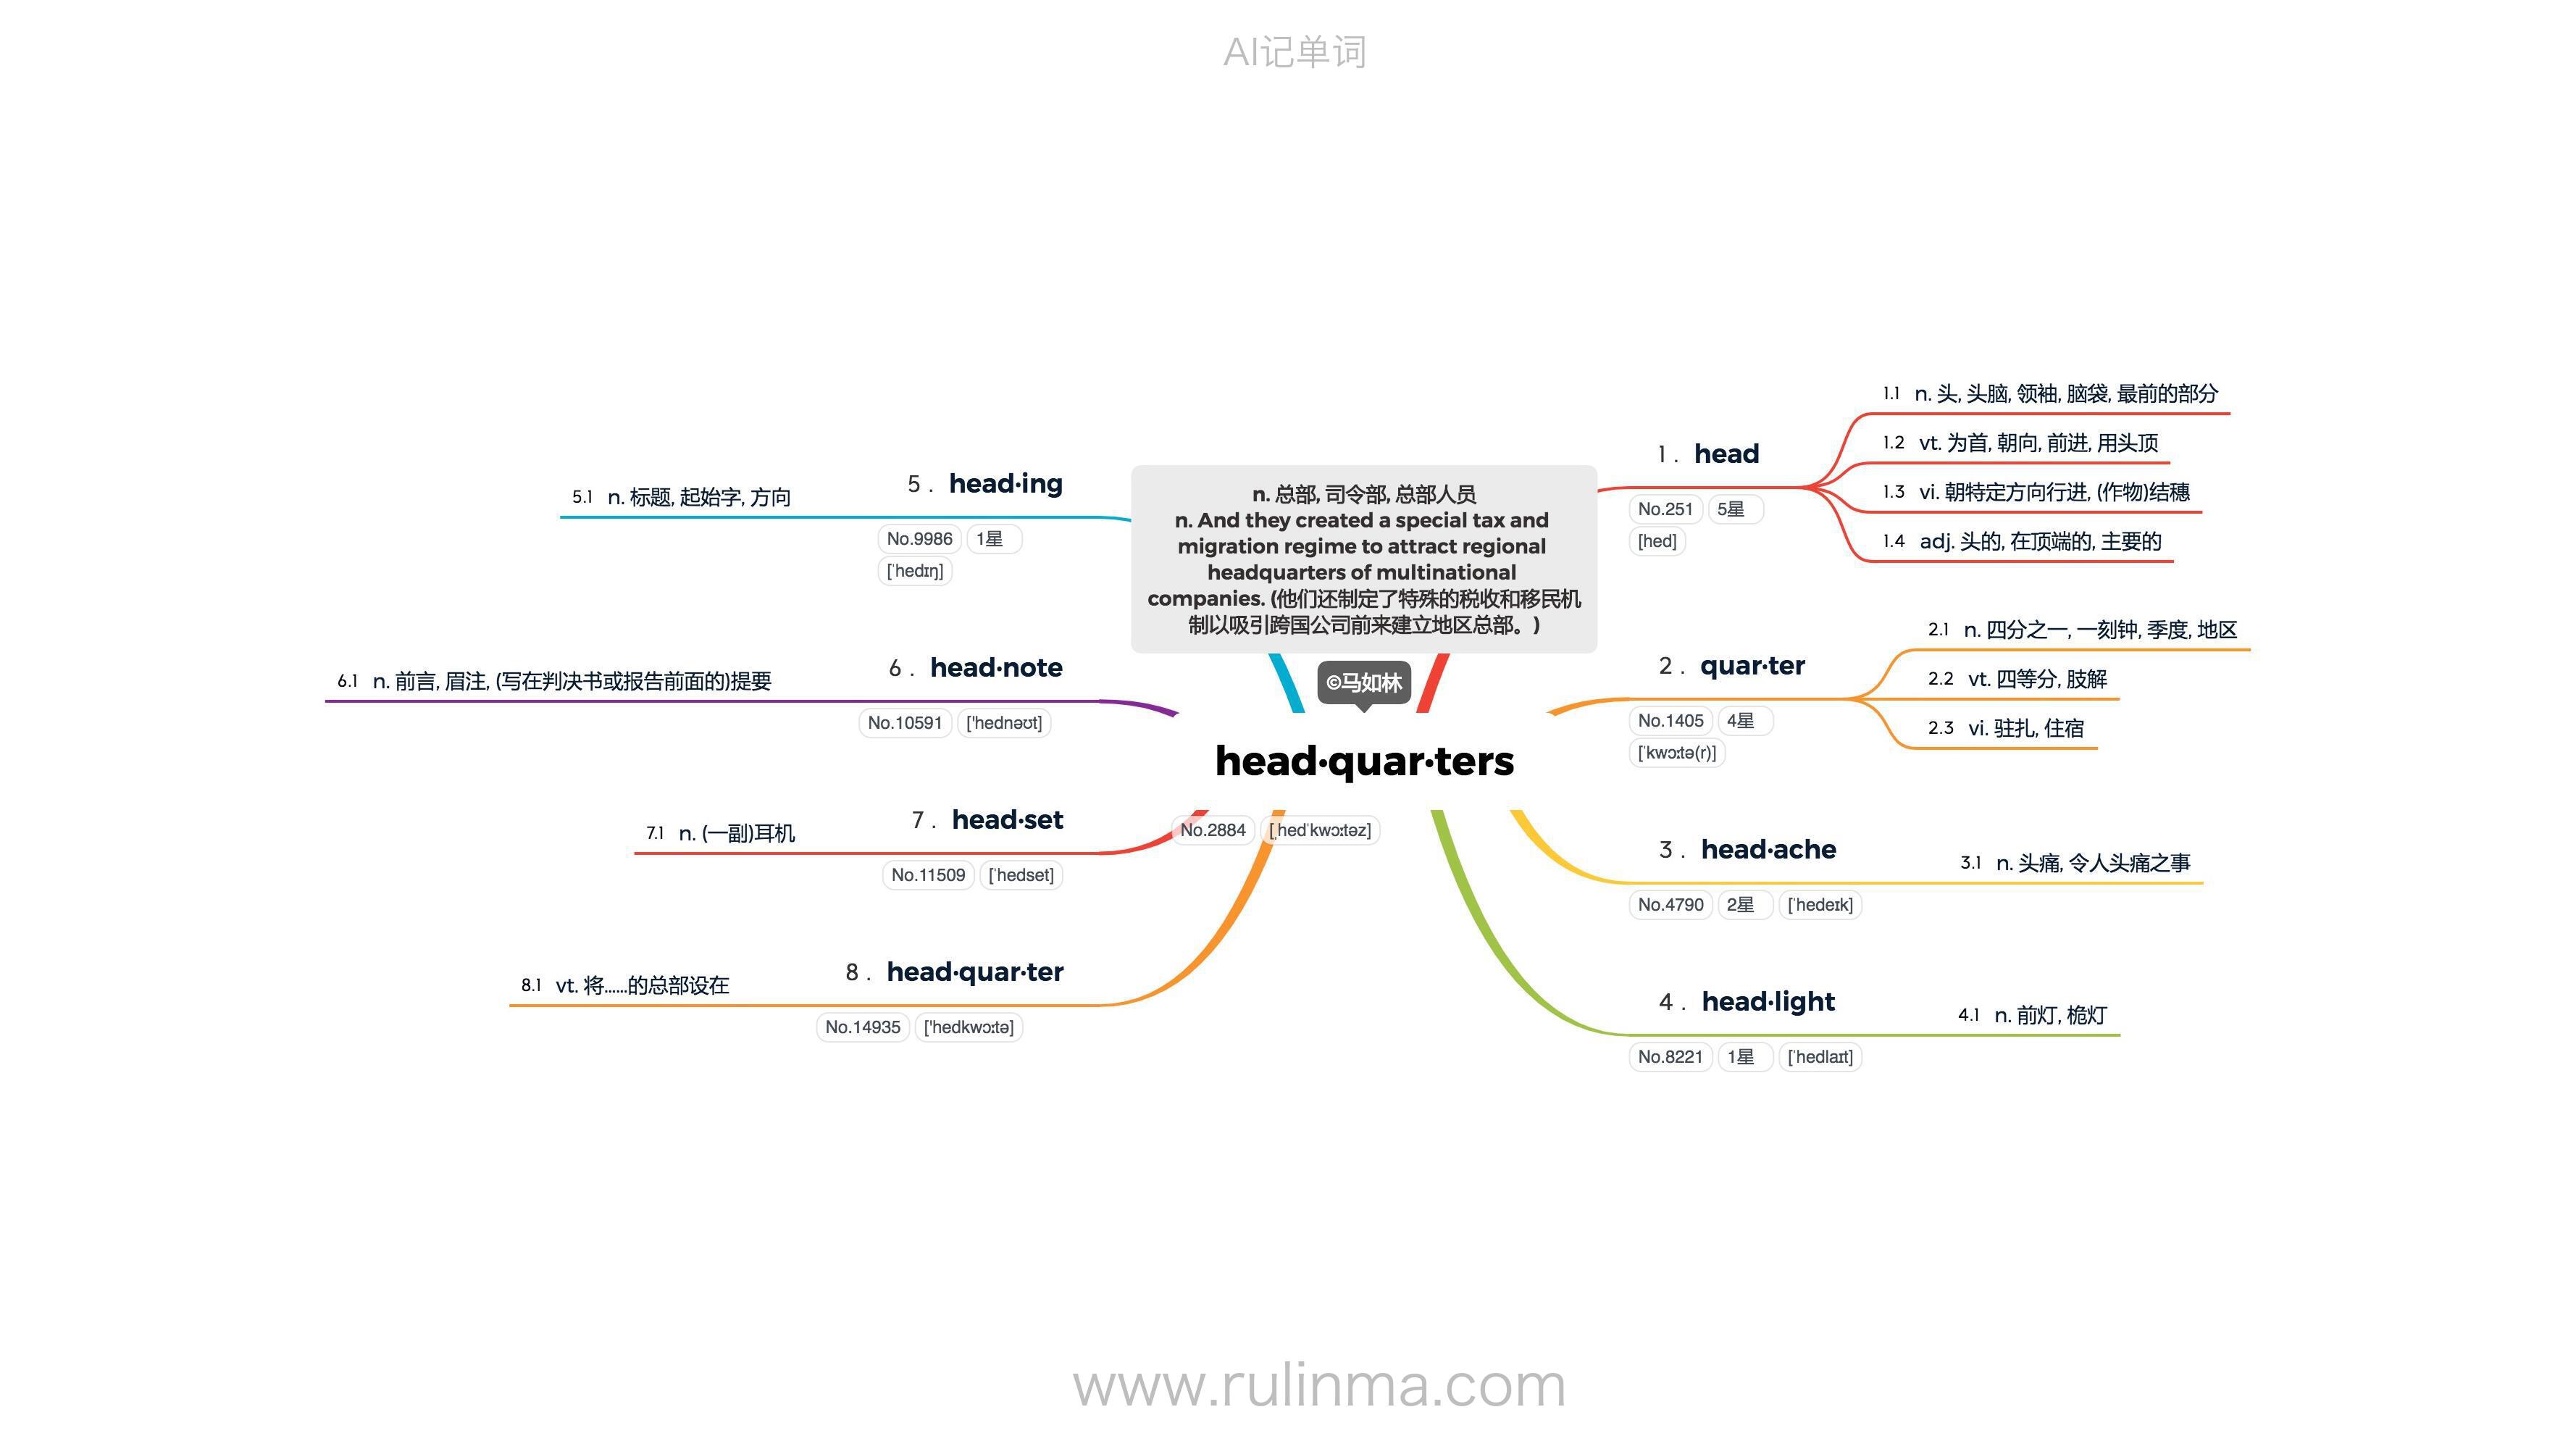 AI记单词
n. 总部, 司令部, 总部人员
n. And they created a special tax and
migration regime to attract regional
headquarters of multinational
companies. (他们还制定了特殊的税收和移民机
制以吸引跨国公司前来建立地区总部。)
©马如林
head·quar·ters
No.2884 [ˌhedˈkwɔːtəz]
1. head
No.251 5星
[hed]
1.1 n. 头, 头脑, 领袖, 脑袋, 最前的部分
1.2 vt. 为首, 朝向, 前进, 用头顶
1.3 vi. 朝特定方向行进, (作物)结穗
1.4 adj. 头的, 在顶端的, 主要的
2. quar·ter
No.1405 4星
[ˈkwɔːtə(r)]
2.1 n. 四分之一, 一刻钟, 季度, 地区
2.2 vt. 四等分, 肢解
2.3 vi. 驻扎, 住宿
3. head·ache
No.4790 2星 [ˈhedeɪk]
3.1 n. 头痛, 令人头痛之事
4. head·light
No.8221 1星 [ˈhedlaɪt]
4.1 n. 前灯, 桅灯
5. head·ing
No.9986 1星
[ˈhedɪŋ]
5.1 n. 标题, 起始字, 方向
6. head·note
No.10591 ['hednəʊt]
6.1 n. 前言, 眉注, (写在判决书或报告前面的)提要
7. head·set
No.11509 [ˈhedset]
7.1 n. (一副)耳机
8. head·quar·ter
No.14935 ['hedkwɔːtə]
8.1 vt. 将……的总部设在
www.rulinma.com